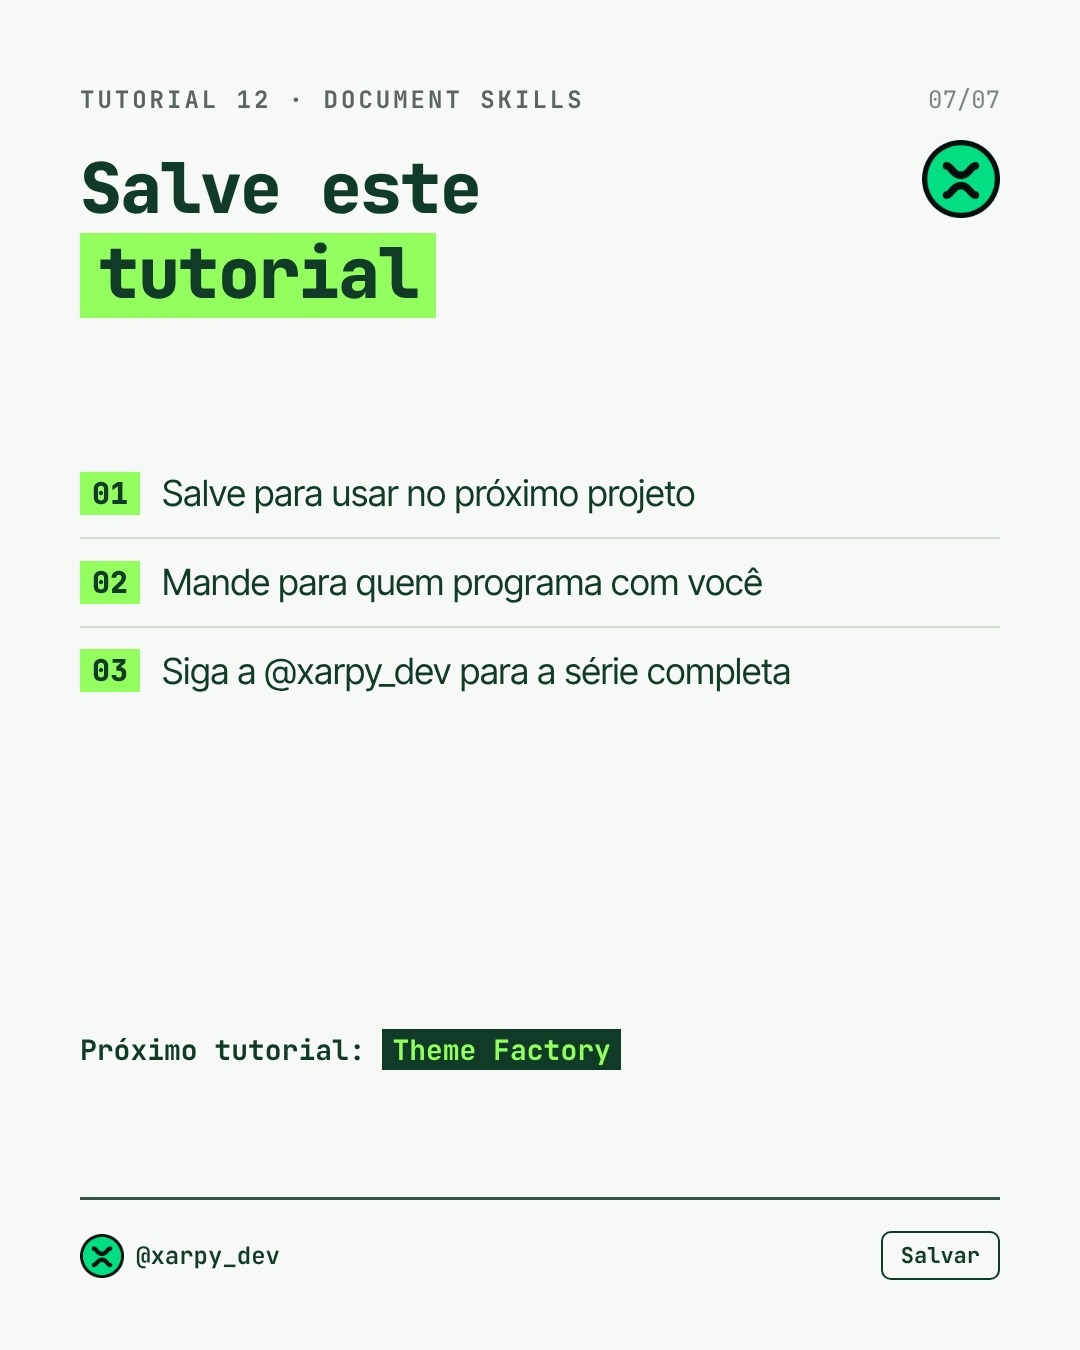 TUTORIAL 12 · DOCUMENT SKILLS
07/07
Salve este
tutorial
01 Salve para usar no próximo projeto
02 Mande para quem programa com você
03 Siga a @xarpy_dev para a série completa
Próximo tutorial: Theme Factory
@xarpy_dev
Salvar